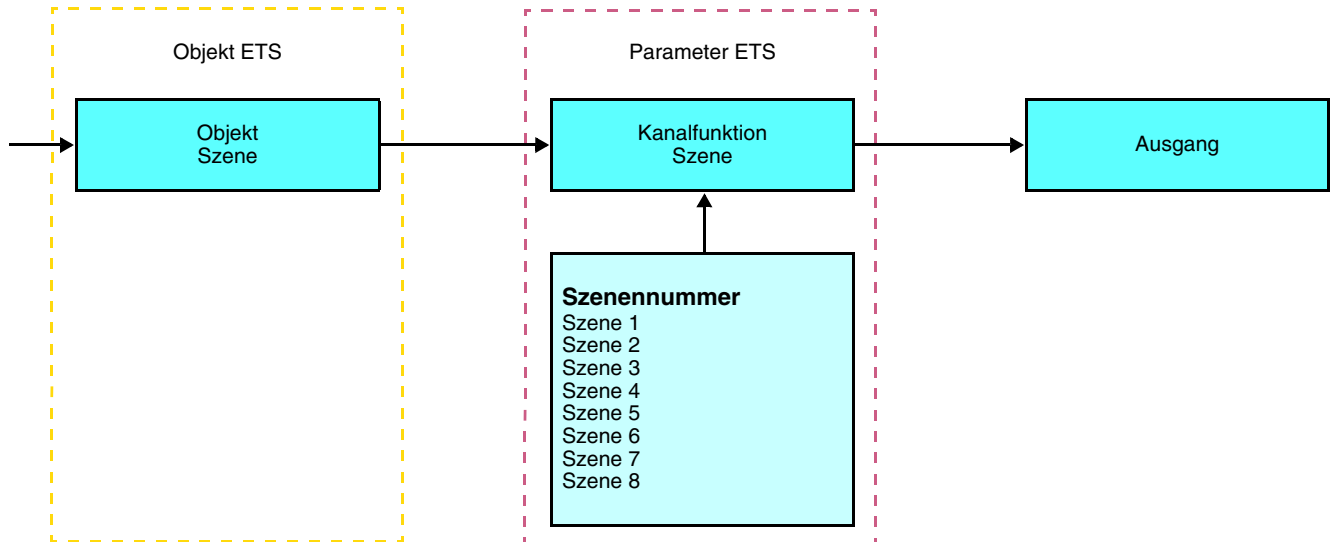 Objekt ETS
Parameter ETS
Objekt
Szene
Kanalfunktion
Szene
Ausgang
Szenennummer
Szene 1
Szene 2
Szene 3
Szene 4
Szene 5
Szene 6
Szene 7
Szene 8